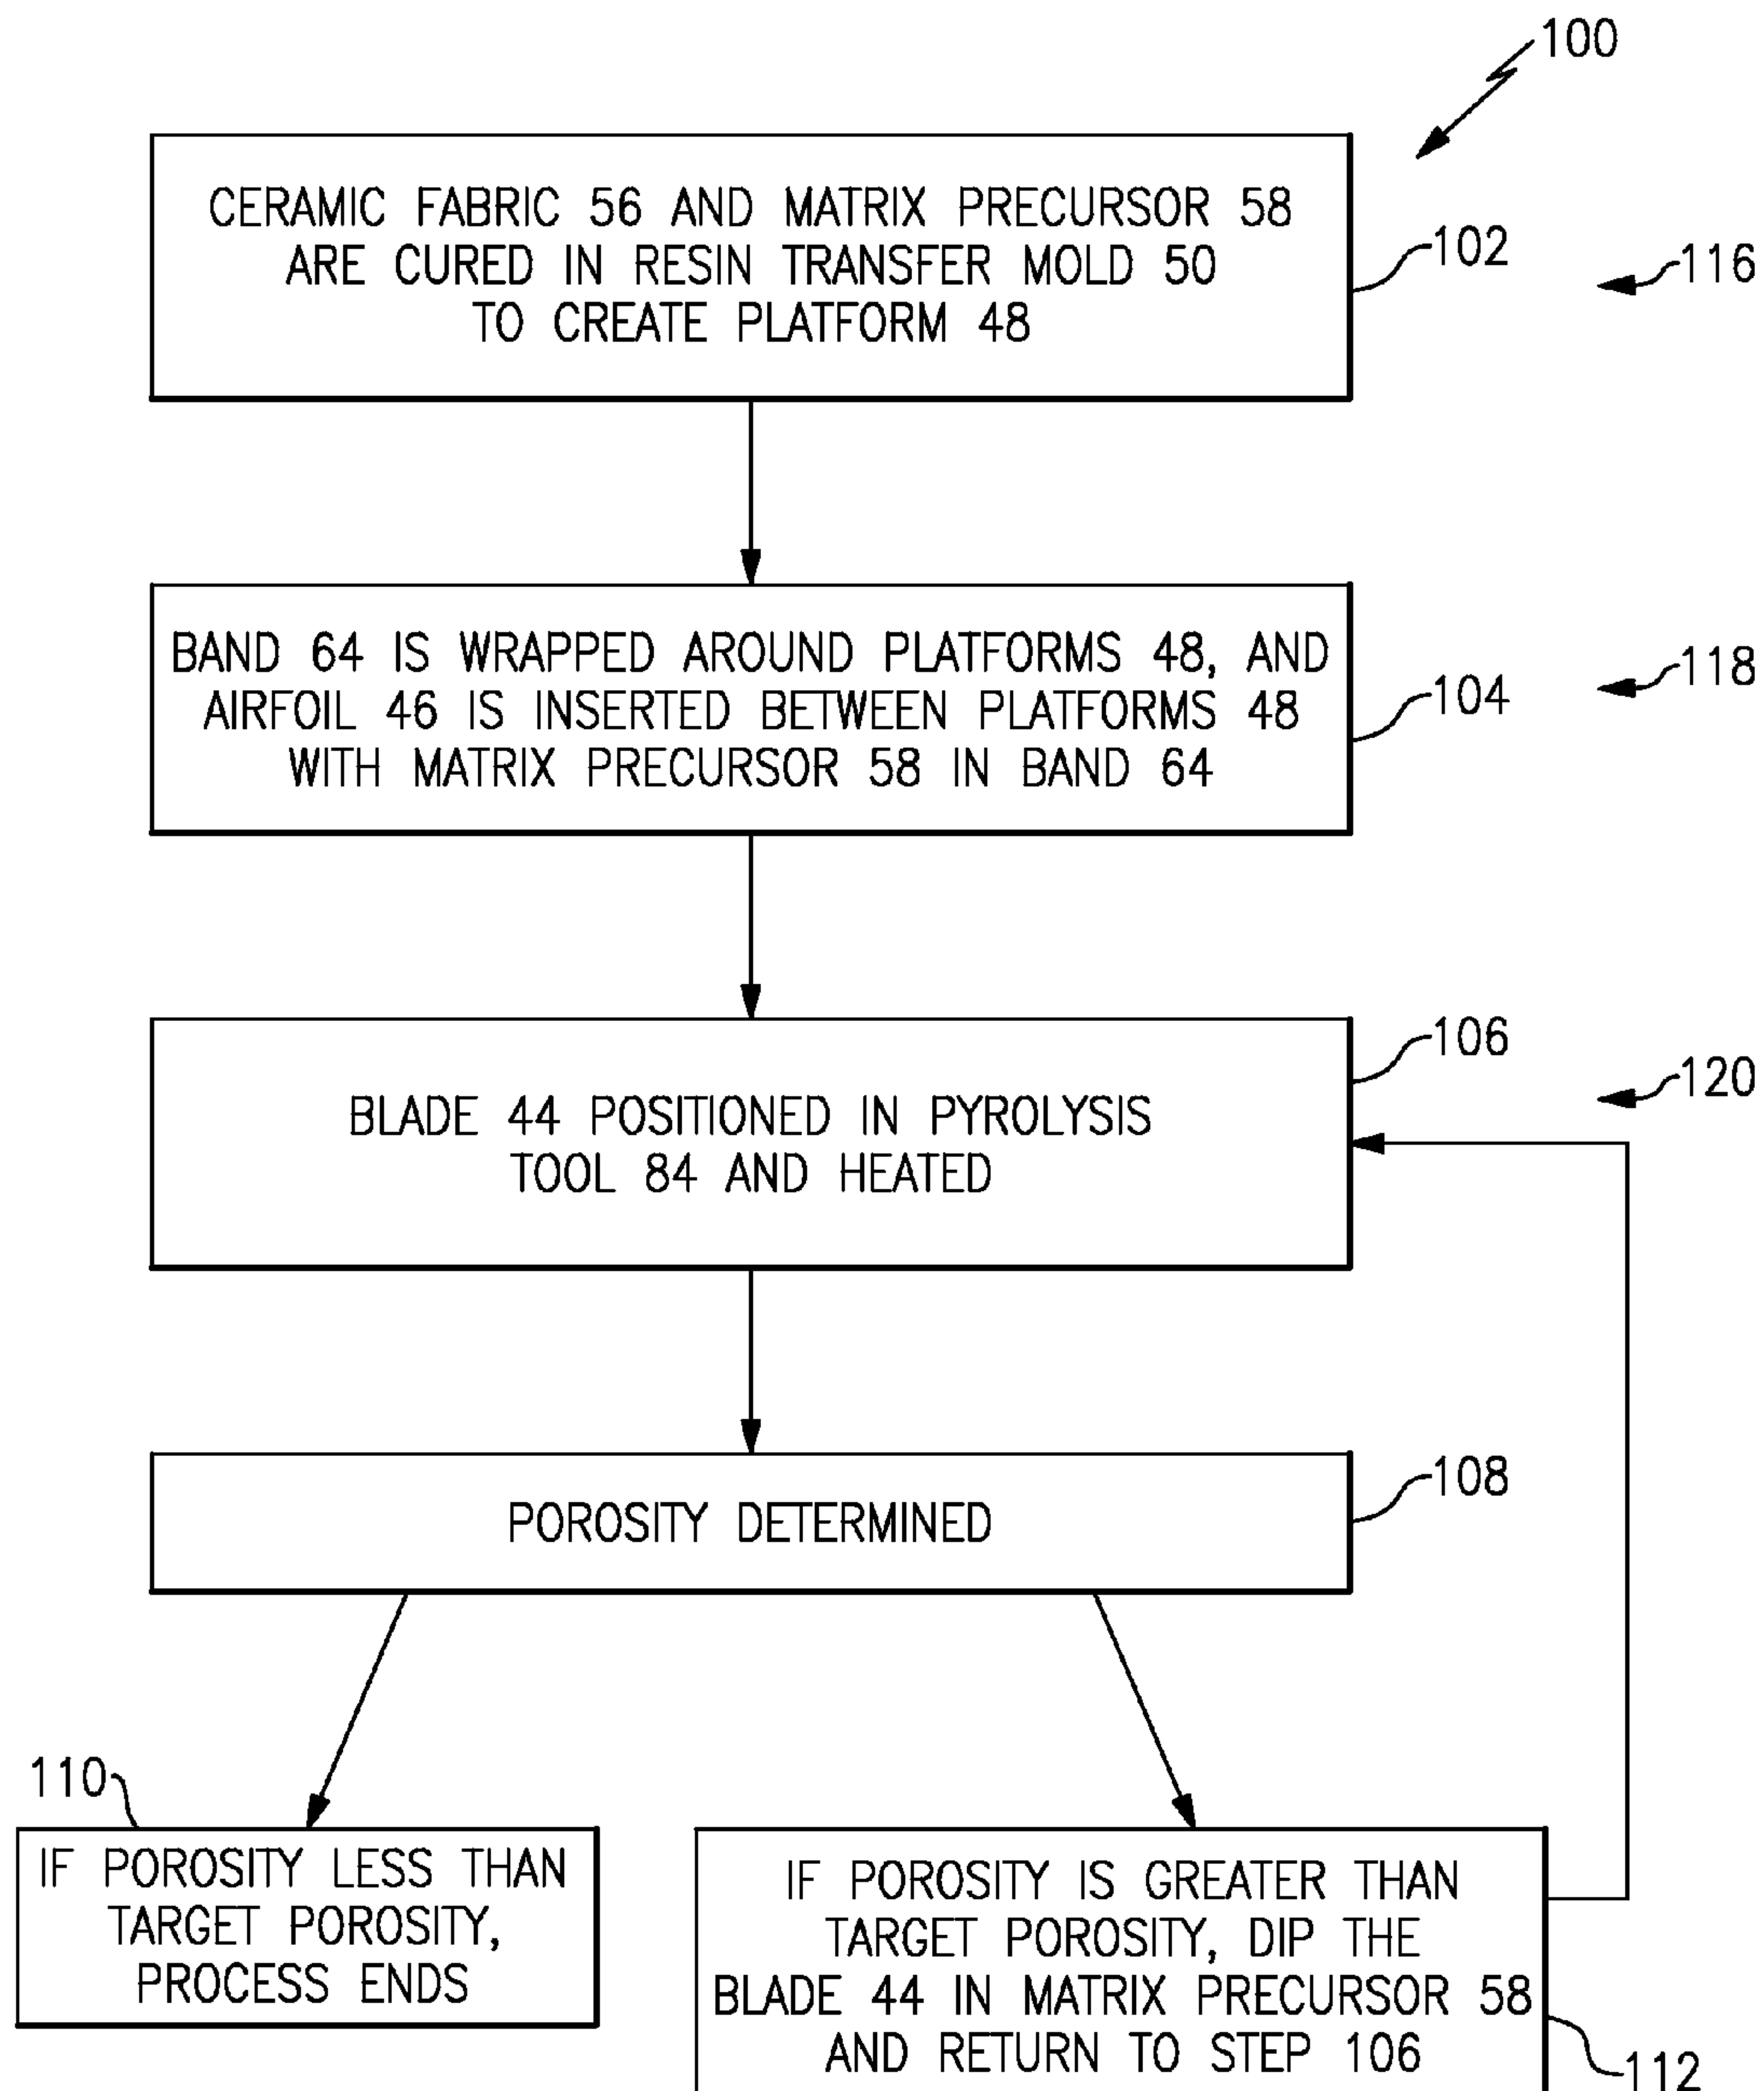 100
CERAMIC FABRIC 56 AND MATRIX PRECURSOR 58
ARE CURED IN RESIN TRANSFER MOLD 50
TO CREATE PLATFORM 48
102
116
BAND 64 IS WRAPPED AROUND PLATFORMS 48, AND
AIRFOIL 46 IS INSERTED BETWEEN PLATFORMS 48
WITH MATRIX PRECURSOR 58 IN BAND 64
104
118
BLADE 44 POSITIONED IN PYROLYSIS
TOOL 84 AND HEATED
106
120
POROSITY DETERMINED
108
110
IF POROSITY LESS THAN
TARGET POROSITY,
PROCESS ENDS
IF POROSITY IS GREATER THAN
TARGET POROSITY, DIP THE
BLADE 44 IN MATRIX PRECURSOR 58
AND RETURN TO STEP 106
112